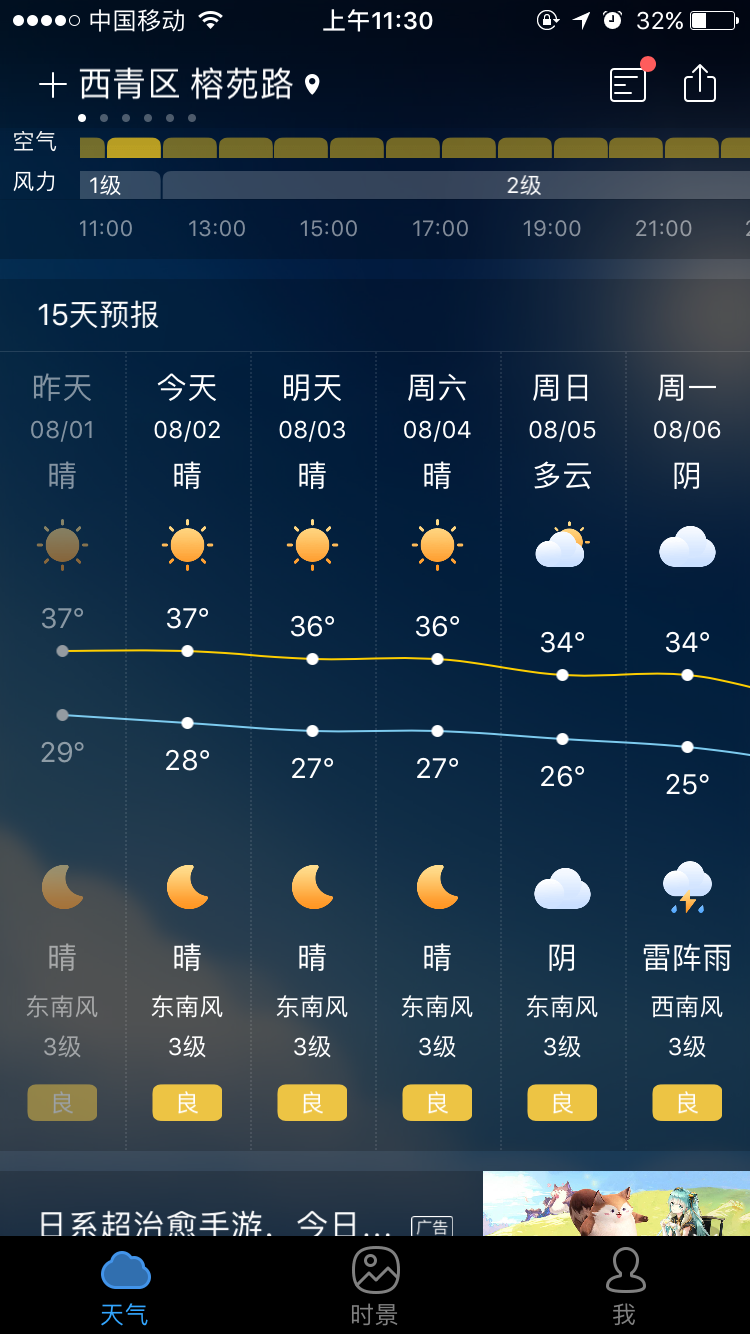 中国移动 上午11:30 32%
西青区 榕苑路
空气
风力 1级 2级
11:00 13:00 15:00 17:00 19:00 21:00
15天预报
昨天 今天 明天 周六 周日 周一
08/01 08/02 08/03 08/04 08/05 08/06
晴 晴 晴 晴 多云 阴
37° 37° 36° 36° 34° 34°
29° 28° 27° 27° 26° 25°
晴 晴 晴 晴 阴 雷阵雨
东南风 东南风 东南风 东南风 东南风 西南风
3级 3级 3级 3级 3级 3级
良 良 良 良 良 良
日系超治愈手游，今日... 广告
天气 时景 我